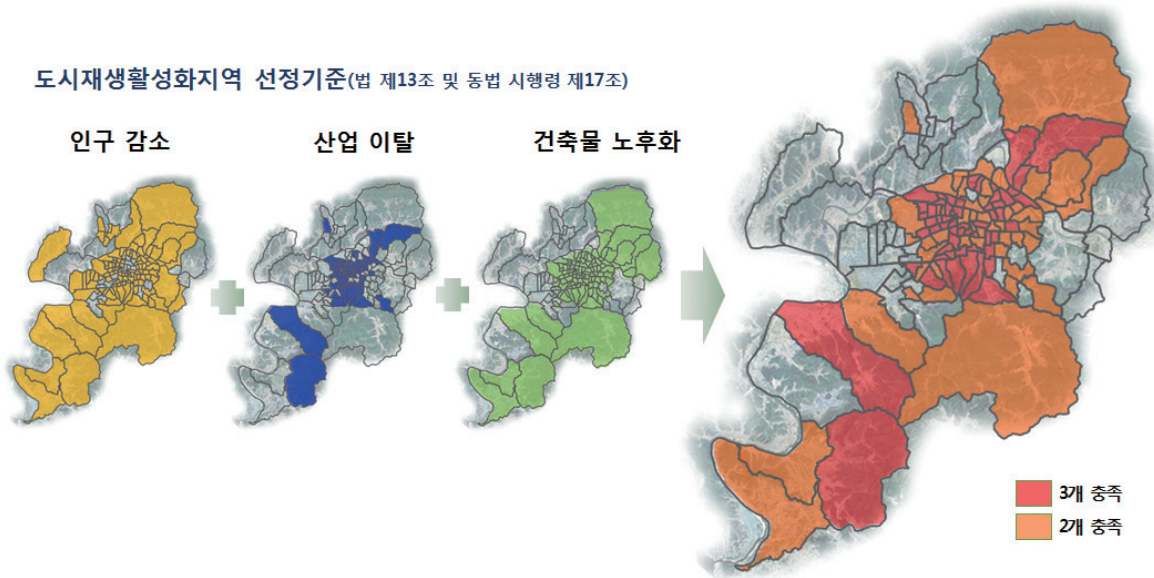 도시재생활성화지역 선정기준(법 제13조 및 동법 시행령 제17조)
인구 감소
산업 이탈
건축물 노후화
3개 충족
2개 충족